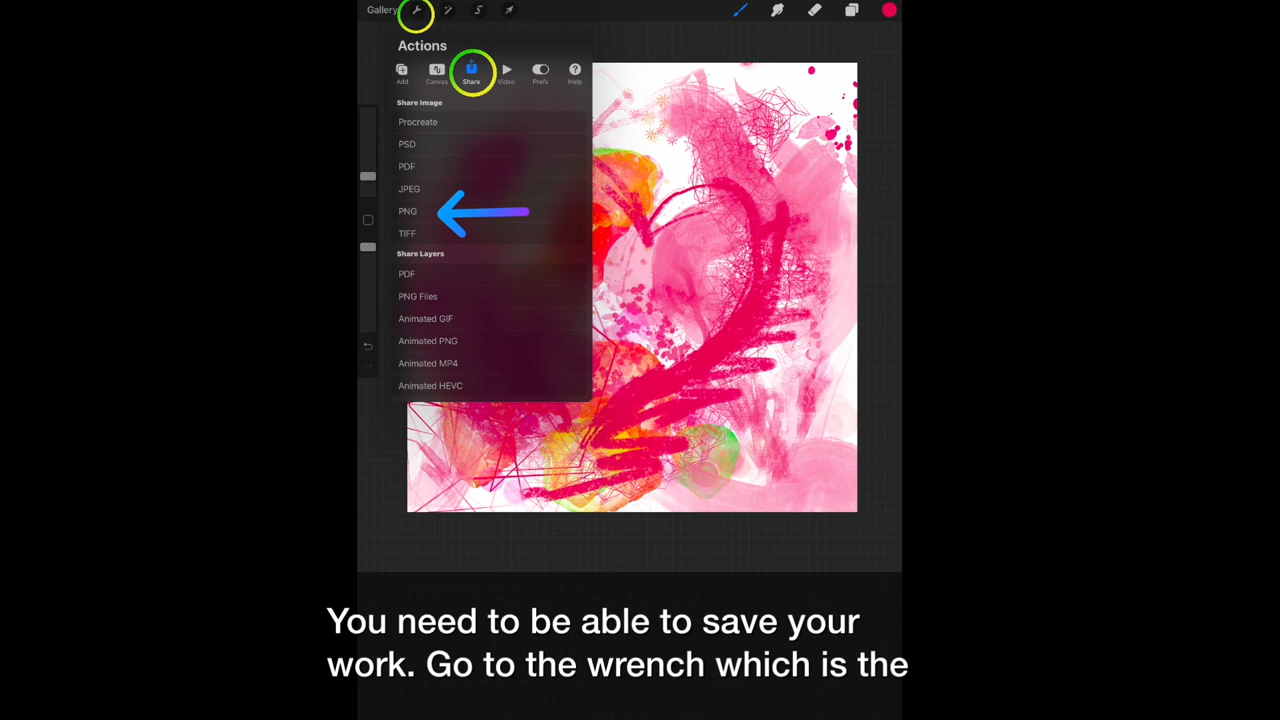 Gallery
Actions
Add Canvas Share Video Prefs Help
Share Image
Procreate
PSD
PDF
JPEG
PNG
TIFF
Share Layers
PDF
PNG Files
Animated GIF
Animated PNG
Animated MP4
Animated HEVC
You need to be able to save your
work. Go to the wrench which is the